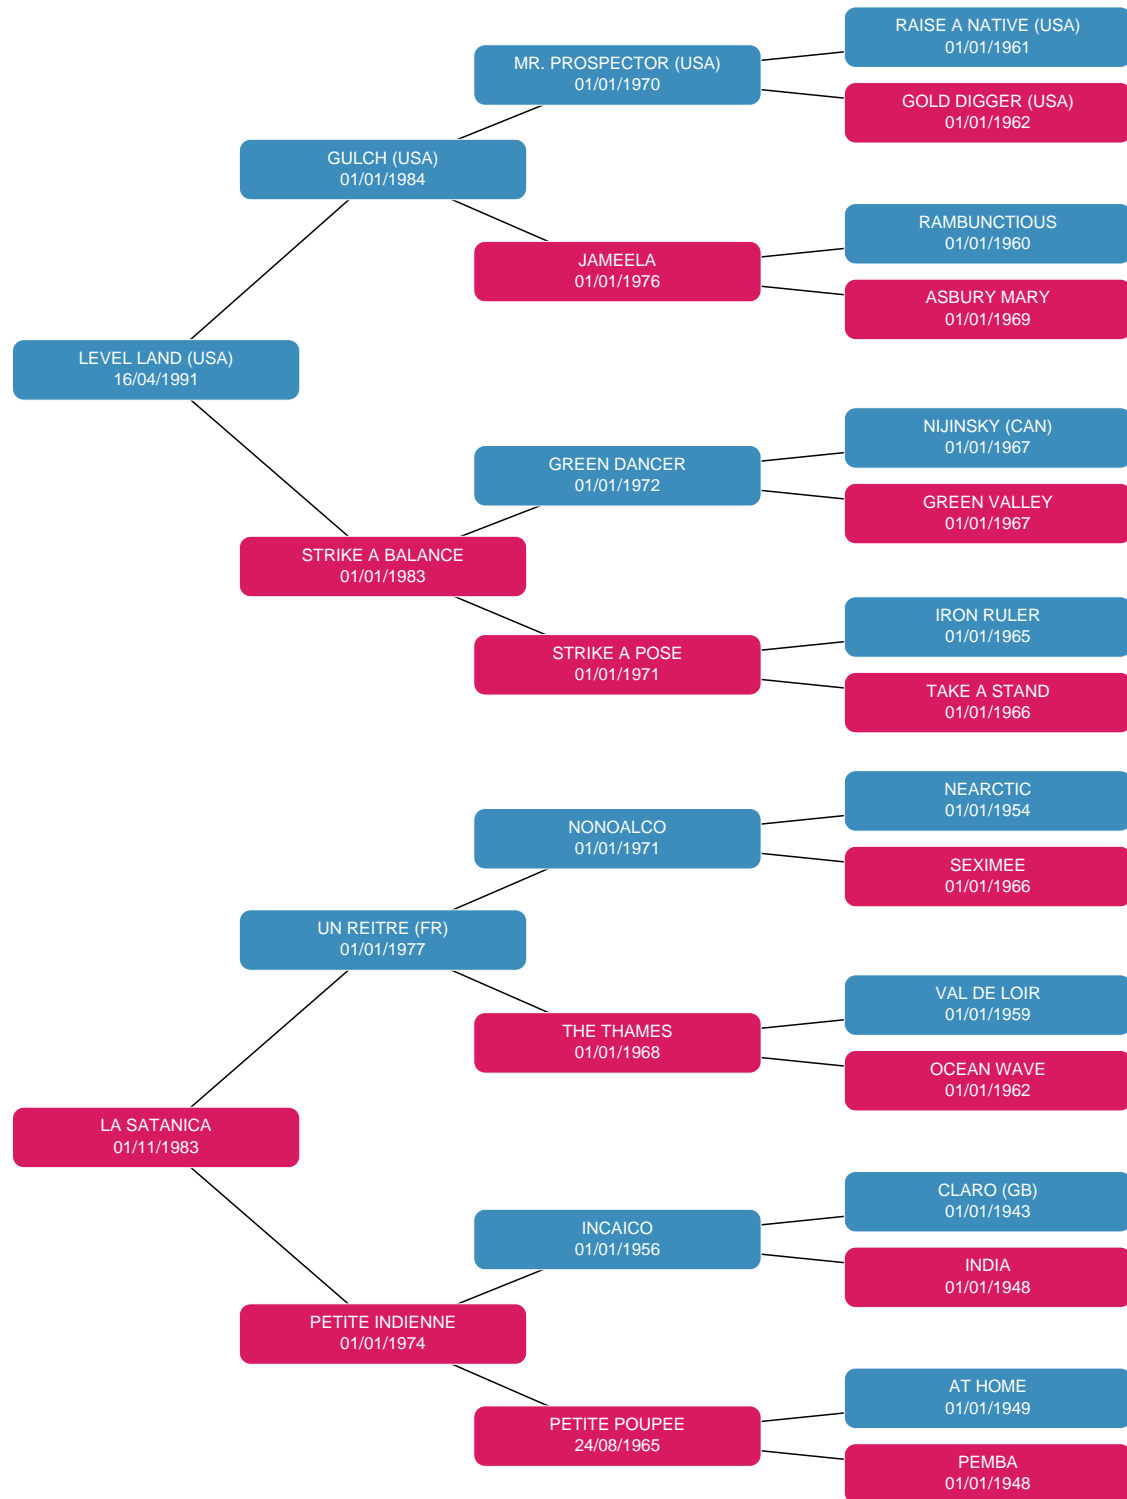 RAISE A NATIVE (USA)
01/01/1961
MR. PROSPECTOR (USA)
01/01/1970
GOLD DIGGER (USA)
01/01/1962
GULCH (USA)
01/01/1984
RAMBUNCTIOUS
01/01/1960
JAMEELA
01/01/1976
ASBURY MARY
01/01/1969
LEVEL LAND (USA)
16/04/1991
NIJINSKY (CAN)
01/01/1967
GREEN DANCER
01/01/1972
GREEN VALLEY
01/01/1967
STRIKE A BALANCE
01/01/1983
IRON RULER
01/01/1965
STRIKE A POSE
01/01/1971
TAKE A STAND
01/01/1966
NEARCTIC
01/01/1954
NONOALCO
01/01/1971
SEXIMEE
01/01/1966
UN REITRE (FR)
01/01/1977
VAL DE LOIR
01/01/1959
THE THAMES
01/01/1968
OCEAN WAVE
01/01/1962
LA SATANICA
01/11/1983
CLARO (GB)
01/01/1943
INCAICO
01/01/1956
INDIA
01/01/1948
PETITE INDIENNE
01/01/1974
AT HOME
01/01/1949
PETITE POUPEE
24/08/1965
PEMBA
01/01/1948